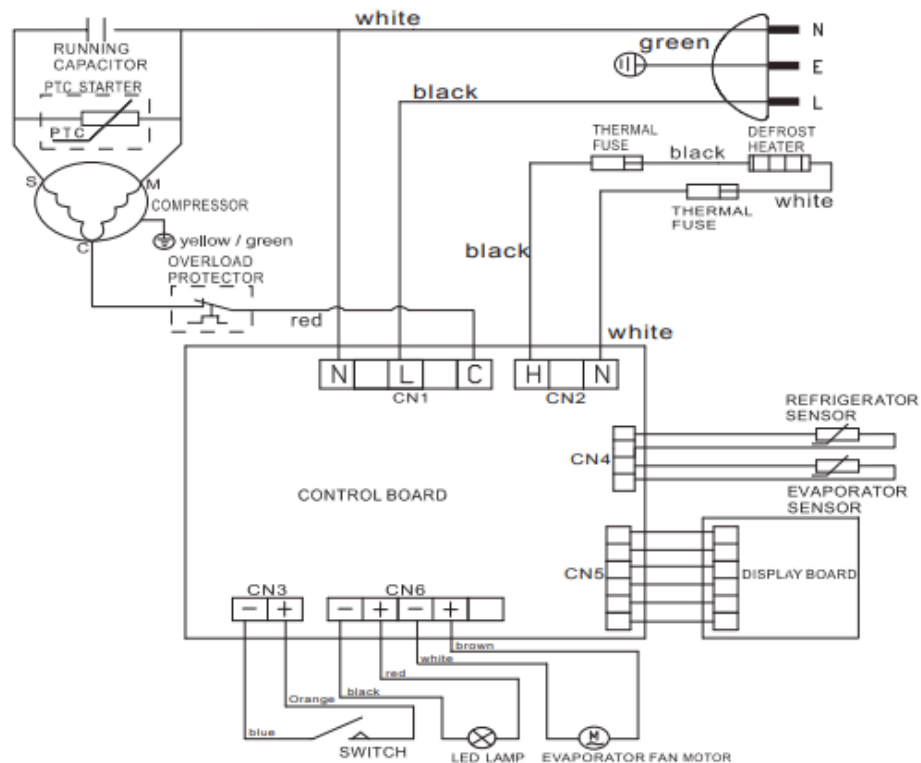 white
N
green
E
RUNNING
CAPACITOR
PTC STARTER
PTC
black
L
THERMAL
FUSE
black
DEFROST
HEATER
THERMAL
FUSE
white
S
M
COMPRESSOR
C
yellow / green
OVERLOAD
PROTECTOR
red
black
white
N L C
CN1
H N
CN2
REFRIGERATOR
SENSOR
CN4
EVAPORATOR
SENSOR
CONTROL BOARD
CN5
DISPLAY BOARD
CN3
- +
CN6
- + - +
brown
white
red
black
Orange
blue
SWITCH
LED LAMP
M
EVAPORATOR FAN MOTOR